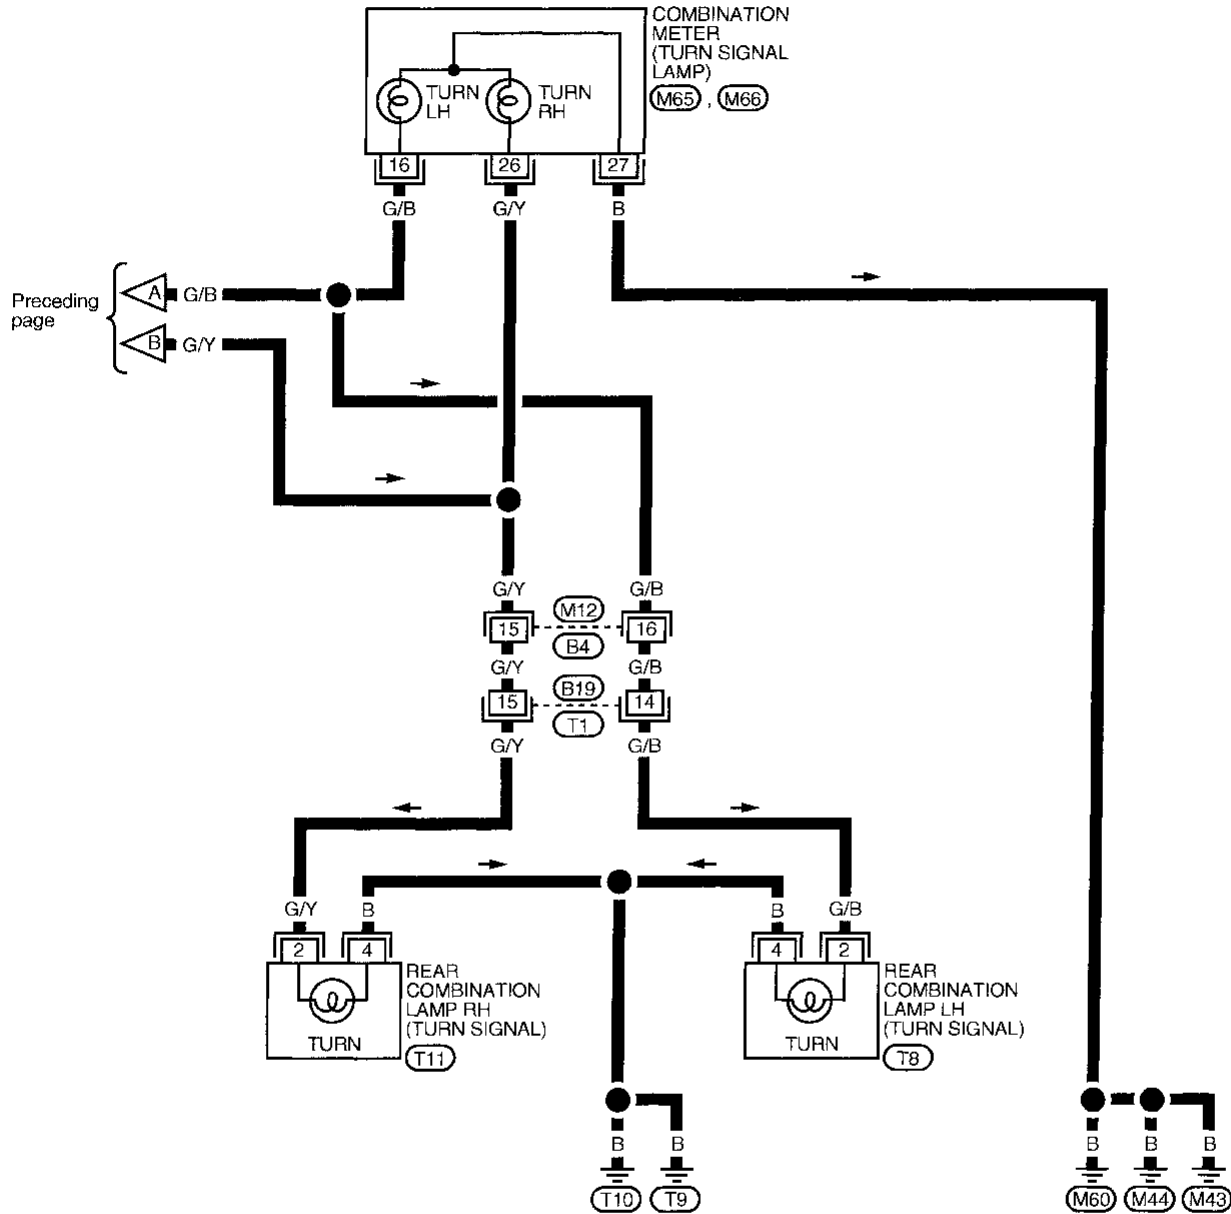 COMBINATION
METER
(TURN SIGNAL
LAMP)
M65 , M66
TURN
LH
TURN
RH
16 26 27
G/B G/Y B
Preceding
page
A G/B
B G/Y
G/Y G/B
M12
15 16
B4
G/Y G/B
B19
15 14
T1
G/Y G/B
G/Y B B G/B
2 4 4 2
REAR
COMBINATION
LAMP RH
(TURN SIGNAL)
TURN
T11
REAR
COMBINATION
LAMP LH
(TURN SIGNAL)
TURN
T8
B B B B B
T10 T9 M60 M44 M43